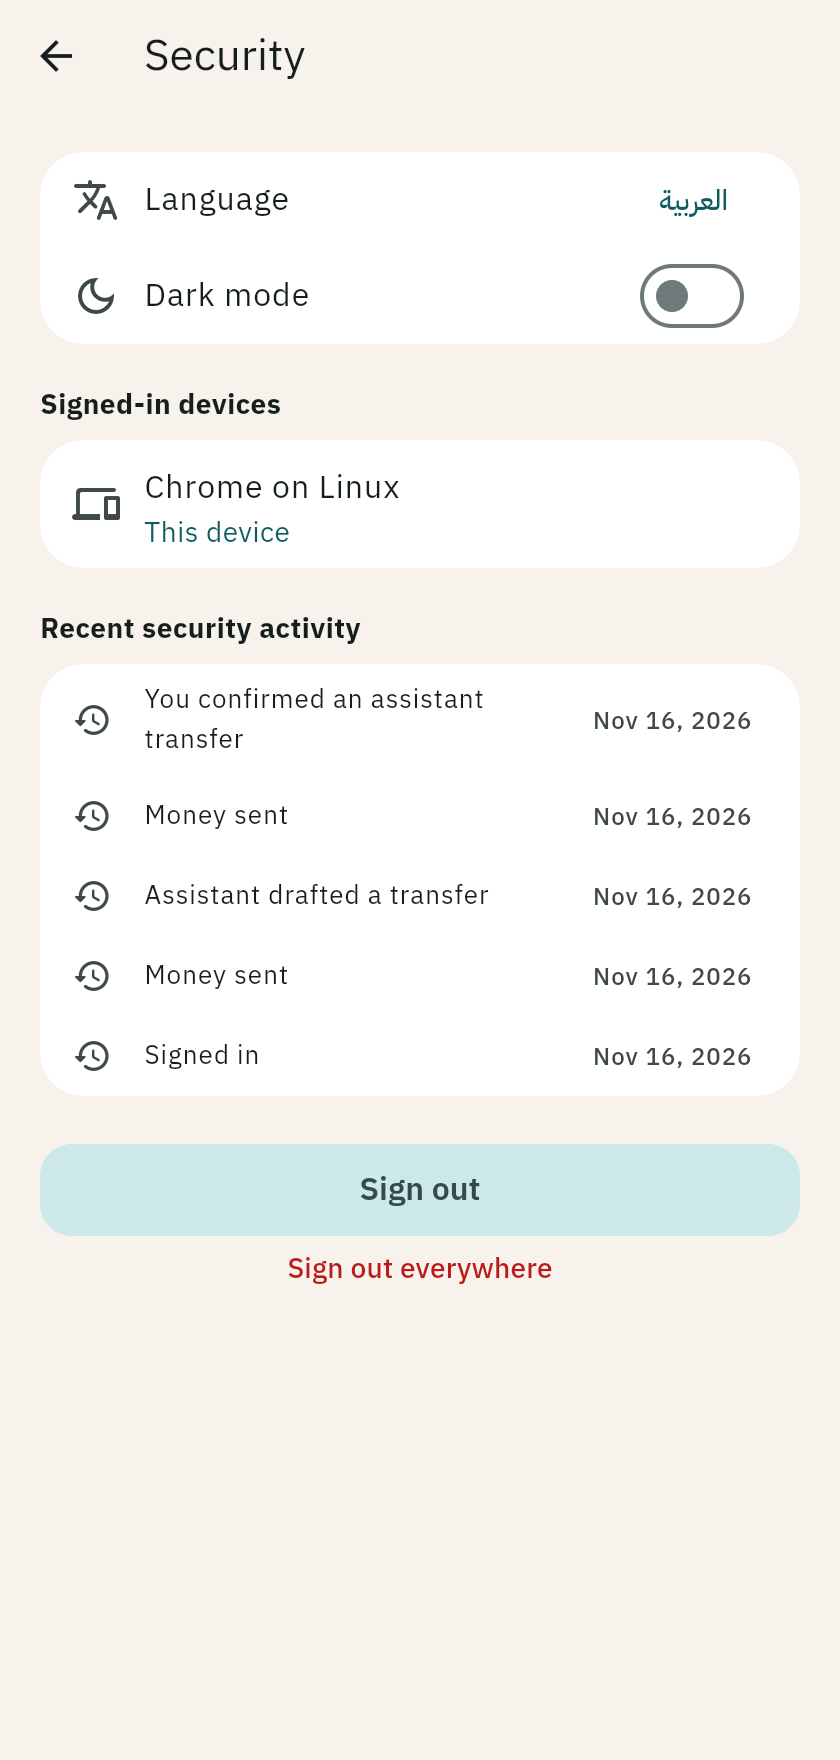 Security
Language
العربية
Dark mode
Signed-in devices
Chrome on Linux
This device
Recent security activity
You confirmed an assistant
transfer
Nov 16, 2026
Money sent
Nov 16, 2026
Assistant drafted a transfer
Nov 16, 2026
Money sent
Nov 16, 2026
Signed in
Nov 16, 2026
Sign out
Sign out everywhere